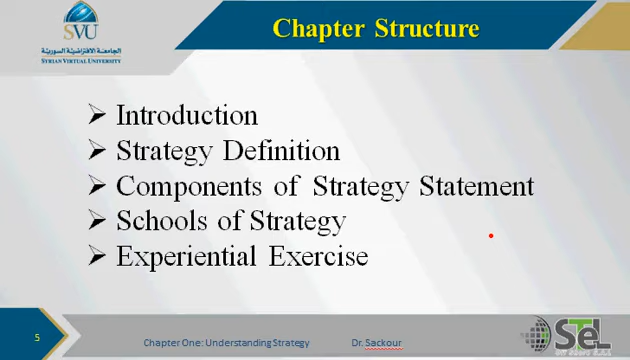 SVU
الجامعة الافتراضية السورية
SYRIAN VIRTUAL UNIVERSITY
Chapter Structure
Introduction
Strategy Definition
Components of Strategy Statement
Schools of Strategy
Experiential Exercise
5
Chapter One: Understanding Strategy
Dr. Sackour
STeL